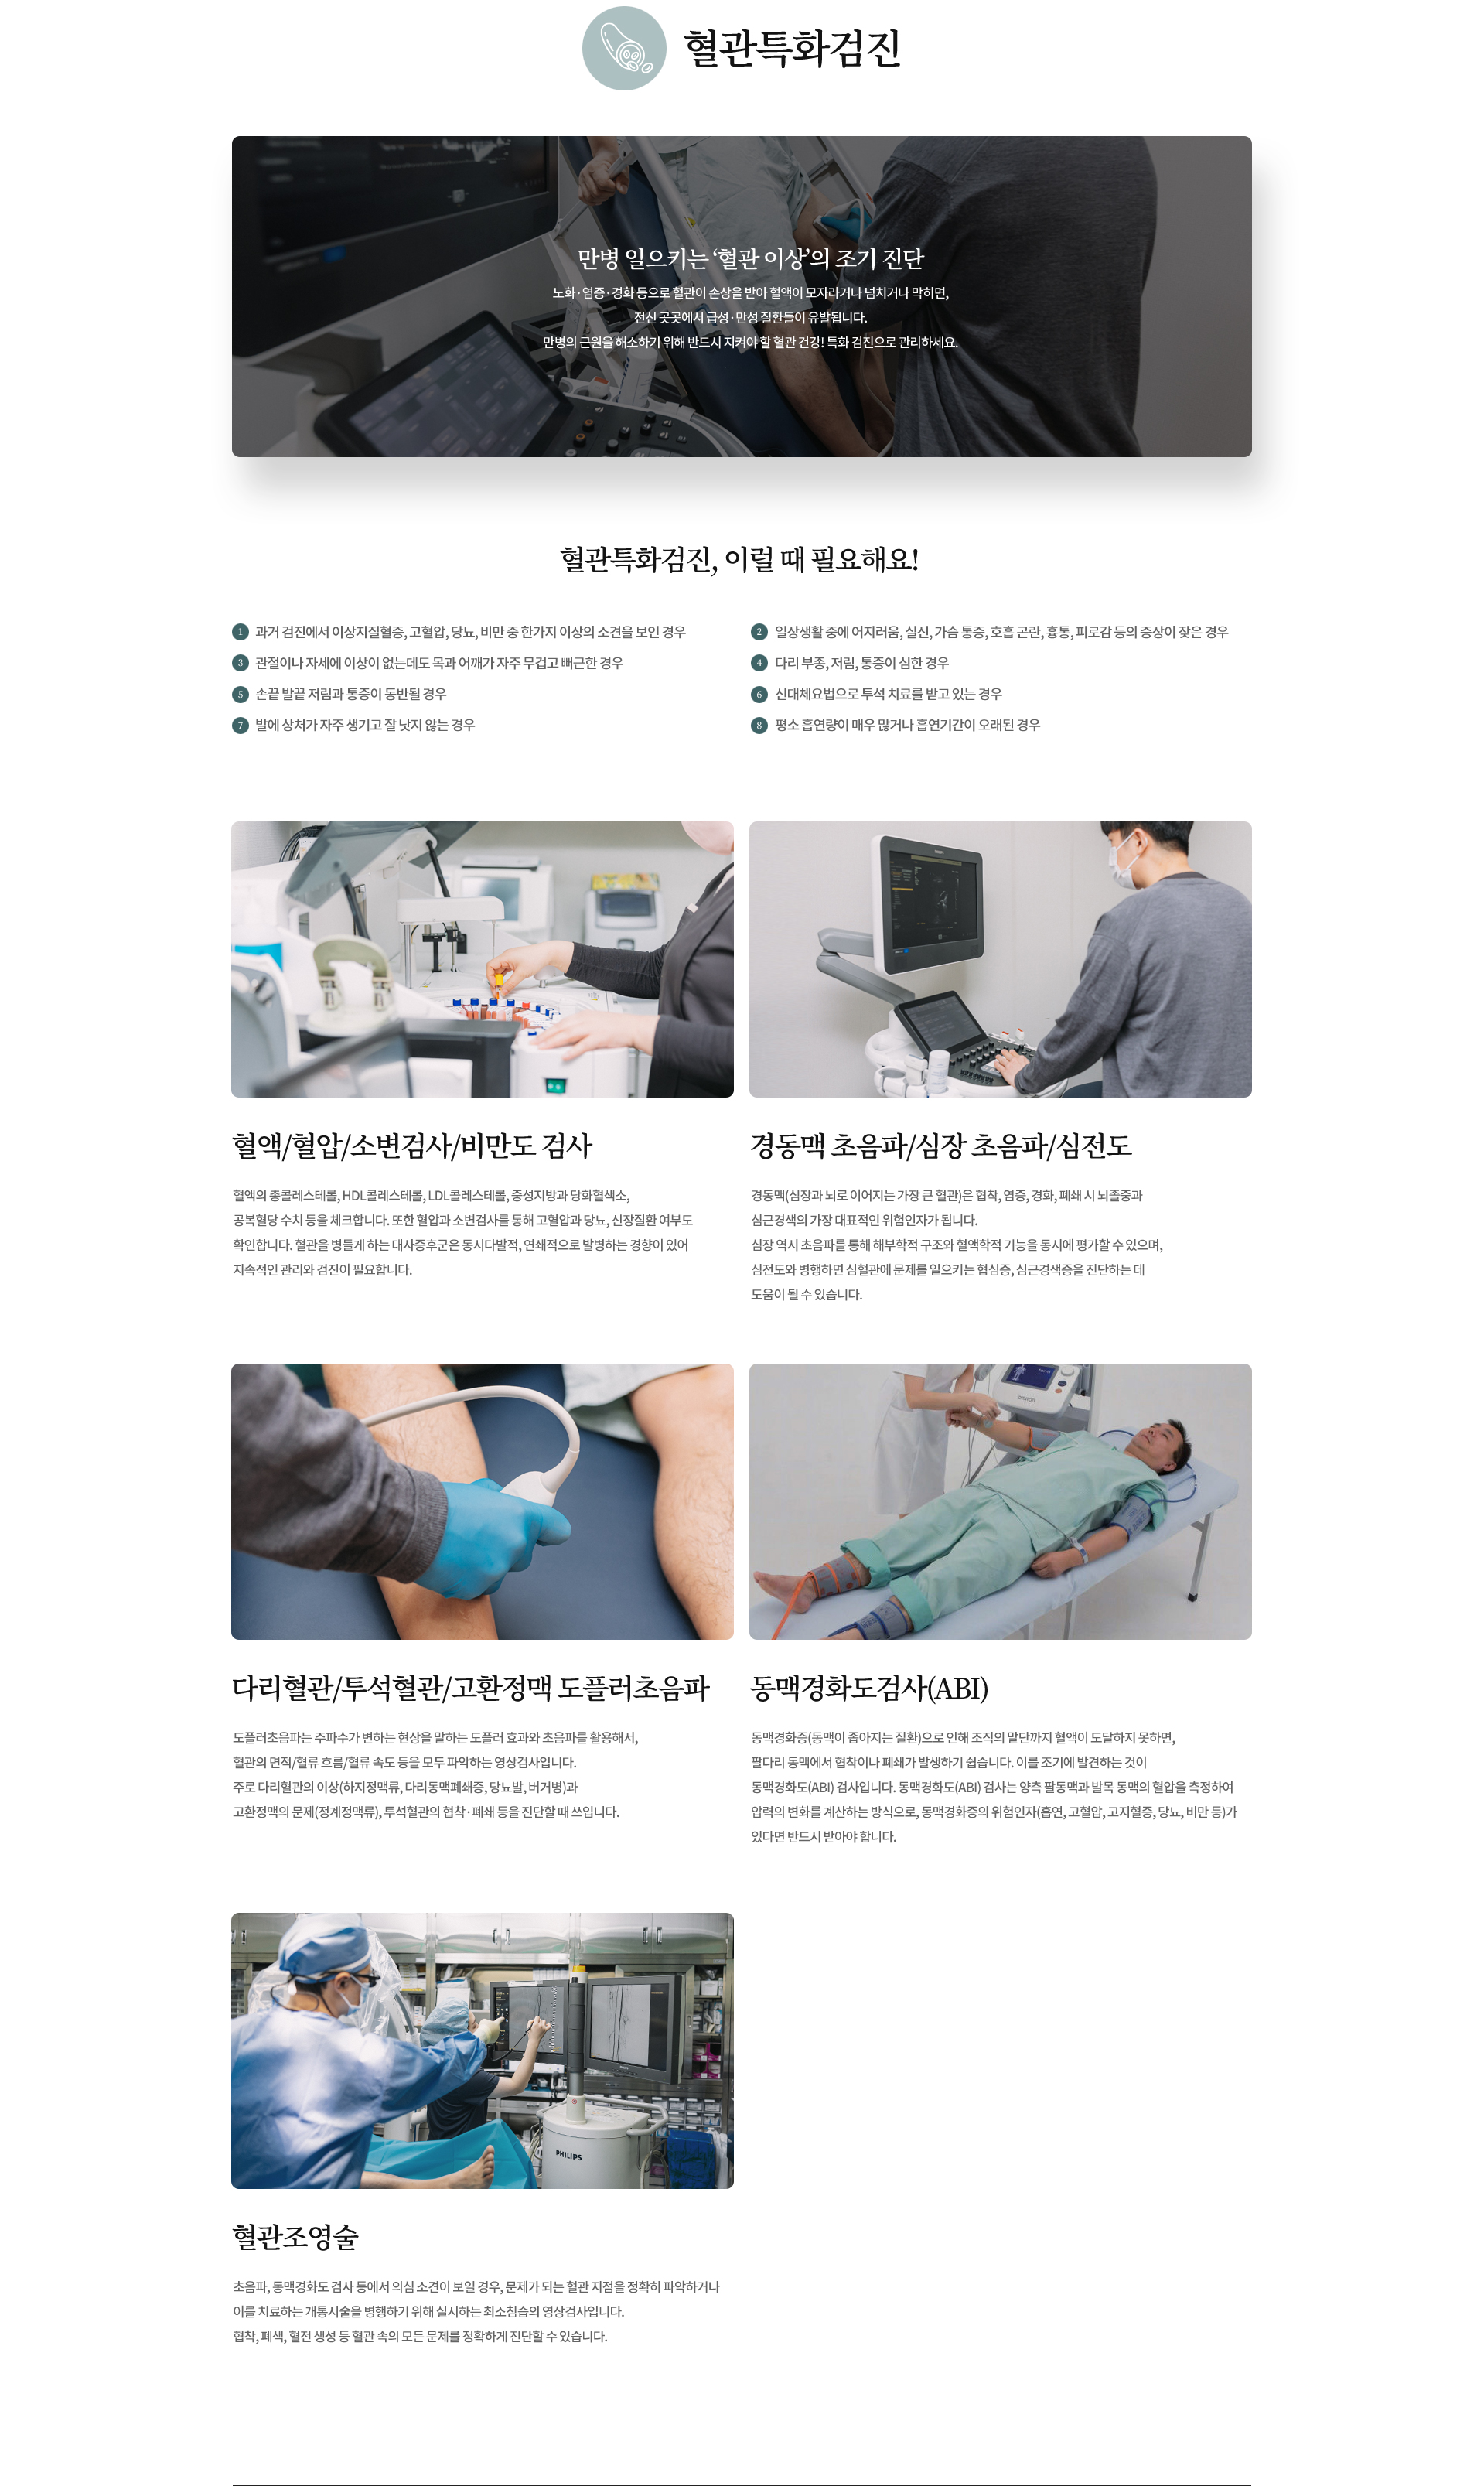 혈관특화검진
만병 일으키는 ‘혈관 이상’의 조기 진단
노화·염증·경화 등으로 혈관이 손상을 받아 혈액이 모자라거나 넘치거나 막히면,
전신 곳곳에서 급성·만성 질환들이 유발됩니다.
만병의 근원을 해소하기 위해 반드시 지켜야 할 혈관 건강! 특화 검진으로 관리하세요.
혈관특화검진, 이럴 때 필요해요!
1 과거 검진에서 이상지질혈증, 고혈압, 당뇨, 비만 중 한가지 이상의 소견을 보인 경우
2 일상생활 중에 어지러움, 실신, 가슴 통증, 호흡 곤란, 흉통, 피로감 등의 증상이 잦은 경우
3 관절이나 자세에 이상이 없는데도 목과 어깨가 자주 무겁고 뻐근한 경우
4 다리 부종, 저림, 통증이 심한 경우
5 손끝 발끝 저림과 통증이 동반될 경우
6 신대체요법으로 투석 치료를 받고 있는 경우
7 발에 상처가 자주 생기고 잘 낫지 않는 경우
8 평소 흡연량이 매우 많거나 흡연기간이 오래된 경우
혈액/혈압/소변검사/비만도 검사
혈액의 총콜레스테롤, HDL콜레스테롤, LDL콜레스테롤, 중성지방과 당화혈색소,
공복혈당 수치 등을 체크합니다. 또한 혈압과 소변검사를 통해 고혈압과 당뇨, 신장질환 여부도
확인합니다. 혈관을 병들게 하는 대사증후군은 동시다발적, 연쇄적으로 발병하는 경향이 있어
지속적인 관리와 검진이 필요합니다.
경동맥 초음파/심장 초음파/심전도
경동맥(심장과 뇌로 이어지는 가장 큰 혈관)은 협착, 염증, 경화, 폐쇄 시 뇌졸중과
심근경색의 가장 대표적인 위험인자가 됩니다.
심장 역시 초음파를 통해 해부학적 구조와 혈액학적 기능을 동시에 평가할 수 있으며,
심전도와 병행하면 심혈관에 문제를 일으키는 협심증, 심근경색증을 진단하는 데
도움이 될 수 있습니다.
다리혈관/투석혈관/고환정맥 도플러초음파
도플러초음파는 주파수가 변하는 현상을 말하는 도플러 효과와 초음파를 활용해서,
혈관의 면적/혈류 흐름/혈류 속도 등을 모두 파악하는 영상검사입니다.
주로 다리혈관의 이상(하지정맥류, 다리동맥폐쇄증, 당뇨발, 버거병)과
고환정맥의 문제(정계정맥류), 투석혈관의 협착·폐쇄 등을 진단할 때 쓰입니다.
동맥경화도검사(ABI)
동맥경화증(동맥이 좁아지는 질환)으로 인해 조직의 말단까지 혈액이 도달하지 못하면,
팔다리 동맥에서 협착이나 폐쇄가 발생하기 쉽습니다. 이를 조기에 발견하는 것이
동맥경화도(ABI) 검사입니다. 동맥경화도(ABI) 검사는 양측 팔동맥과 발목 동맥의 혈압을 측정하여
압력의 변화를 계산하는 방식으로, 동맥경화증의 위험인자(흡연, 고혈압, 고지혈증, 당뇨, 비만 등)가
있다면 반드시 받아야 합니다.
PHILIPS
혈관조영술
초음파, 동맥경화도 검사 등에서 의심 소견이 보일 경우, 문제가 되는 혈관 지점을 정확히 파악하거나
이를 치료하는 개통시술을 병행하기 위해 실시하는 최소침습의 영상검사입니다.
협착, 폐색, 혈전 생성 등 혈관 속의 모든 문제를 정확하게 진단할 수 있습니다.